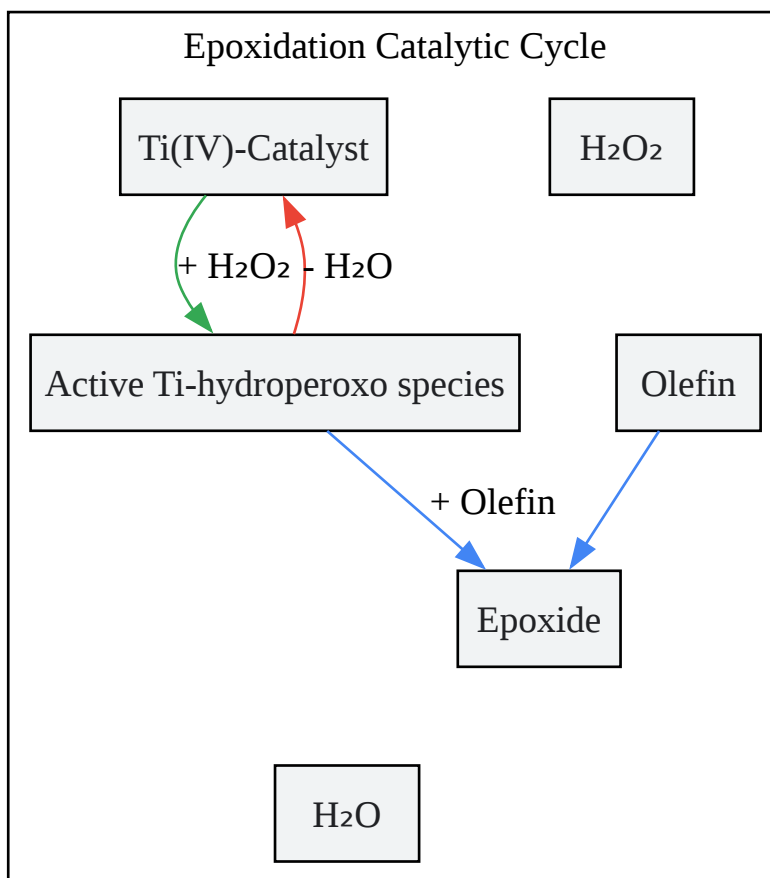 Epoxidation Catalytic Cycle
Ti(IV)-Catalyst
H₂O₂
+ H₂O₂
- H₂O
Active Ti-hydroperoxo species
Olefin
+ Olefin
Epoxide
H₂O